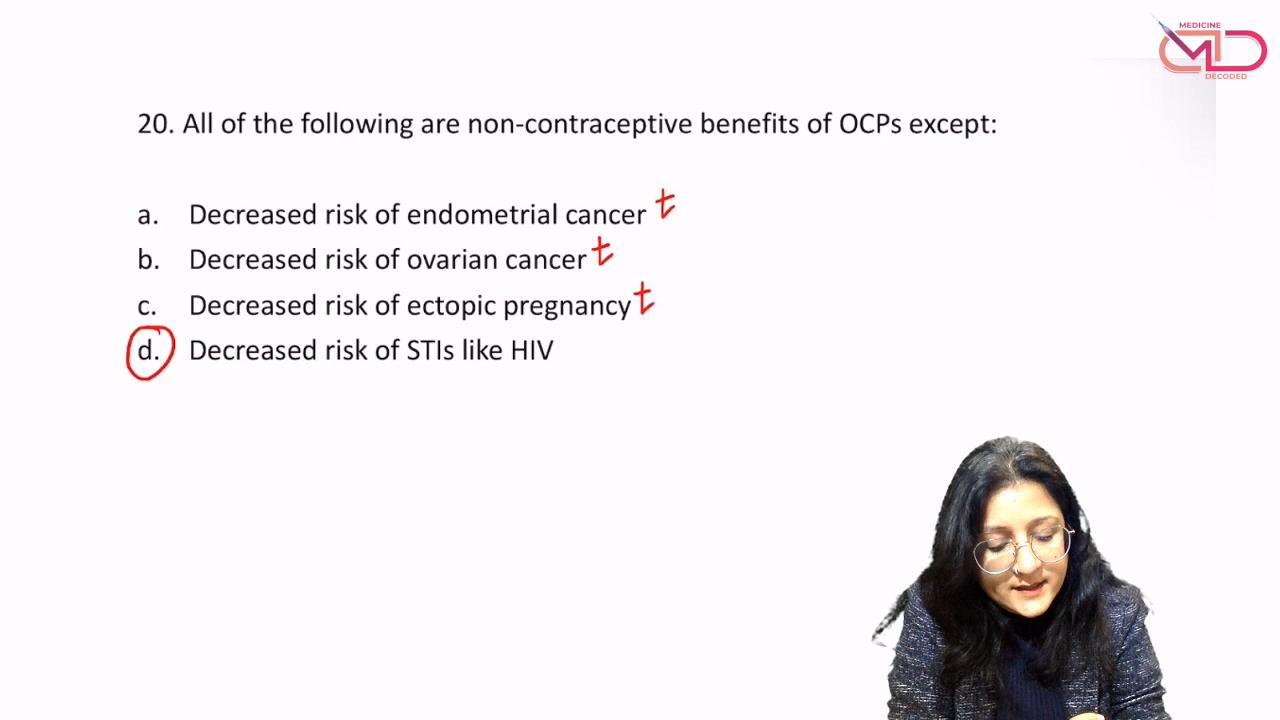 MEDICINE
MD
DECODED
20. All of the following are non-contraceptive benefits of OCPs except:
a. Decreased risk of endometrial cancer t
b. Decreased risk of ovarian cancer t
c. Decreased risk of ectopic pregnancy t
d. Decreased risk of STIs like HIV